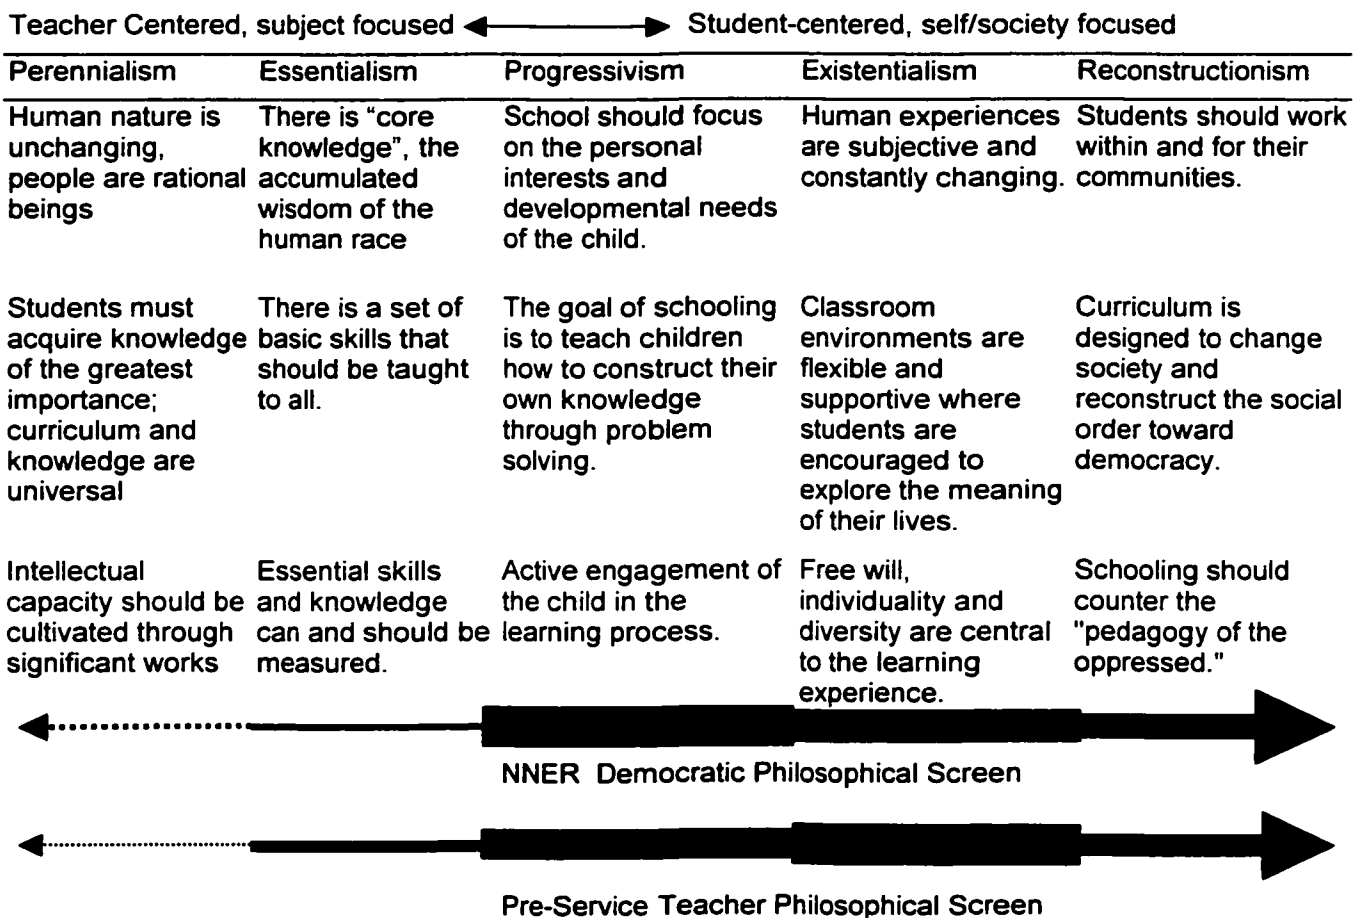 Teacher Centered, subject focused Student-centered, self/society focused
Perennialism Essentialism Progressivism Existentialism Reconstructionism
Human nature is
unchanging,
people are rational
beings
There is "core
knowledge", the
accumulated
wisdom of the
human race
School should focus
on the personal
interests and
developmental needs
of the child.
Human experiences
are subjective and
constantly changing.
Students should work
within and for their
communities.
Students must
acquire knowledge
of the greatest
importance;
curriculum and
knowledge are
universal
There is a set of
basic skills that
should be taught
to all.
The goal of schooling
is to teach children
how to construct their
own knowledge
through problem
solving.
Classroom
environments are
flexible and
supportive where
students are
encouraged to
explore the meaning
of their lives.
Curriculum is
designed to change
society and
reconstruct the social
order toward
democracy.
Intellectual
capacity should be
cultivated through
significant works
Essential skills
and knowledge
can and should be
measured.
Active engagement of
the child in the
learning process.
Free will,
individuality and
diversity are central
to the learning
experience.
Schooling should
counter the
"pedagogy of the
oppressed."
NNER Democratic Philosophical Screen
Pre-Service Teacher Philosophical Screen